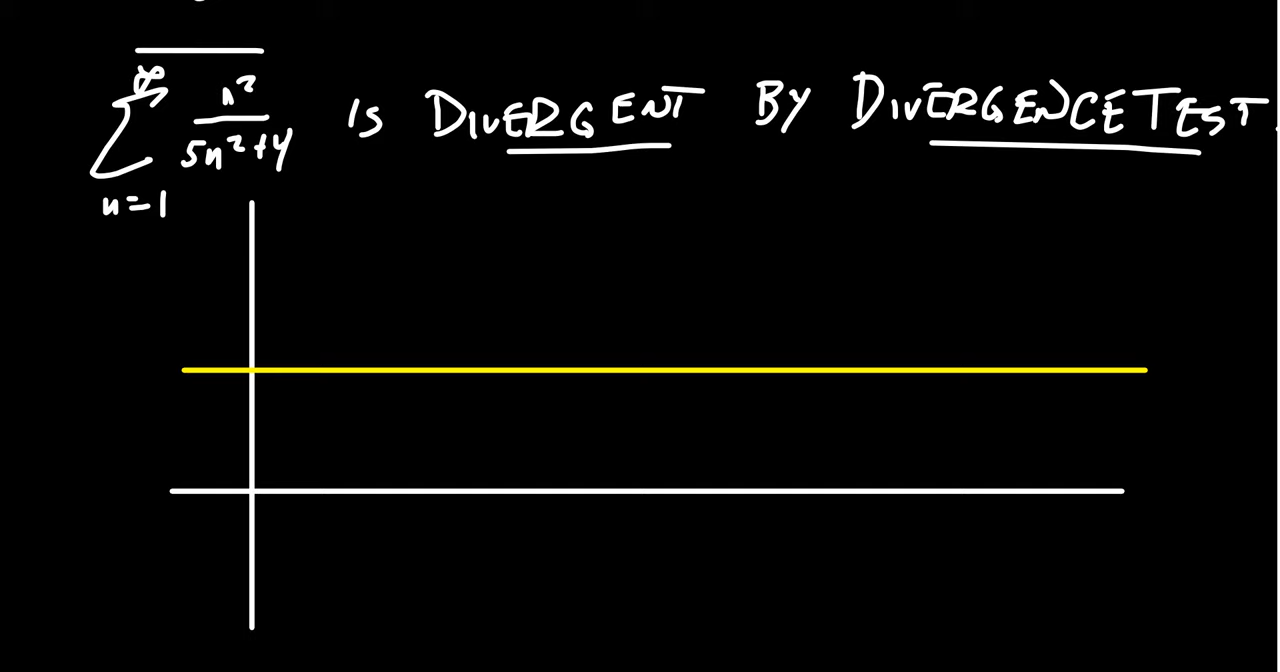 ∞
∑ n²/(5n²+4) Is DIVERGENT By DIVERGENCE TEST.
n=1